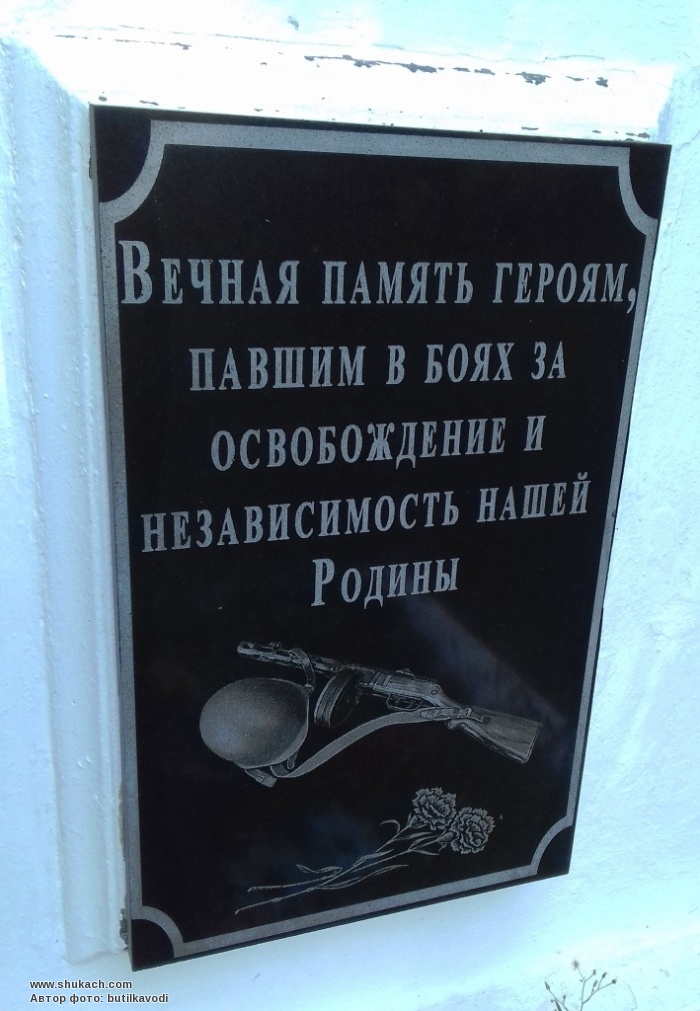 Вечная память героям,
павшим в боях за
освобождение и
независимость нашей
Родины
www.shukach.com
Автор фото: butilkavodi